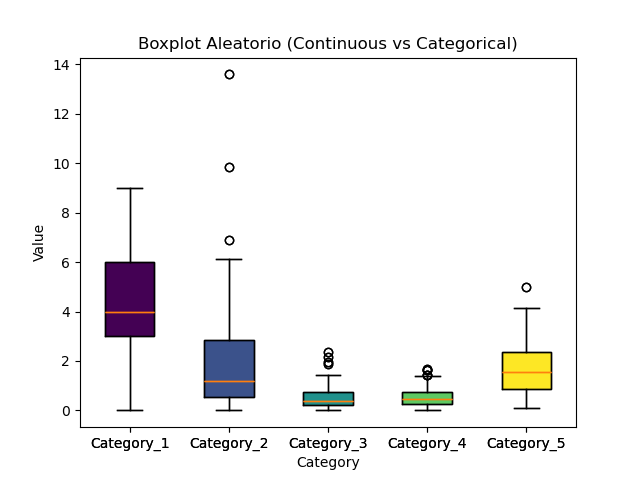 Boxplot Aleatorio (Continuous vs Categorical)
14
12
10
8
6
4
2
0
Value
Category_1 Category_2 Category_3 Category_4 Category_5
Category